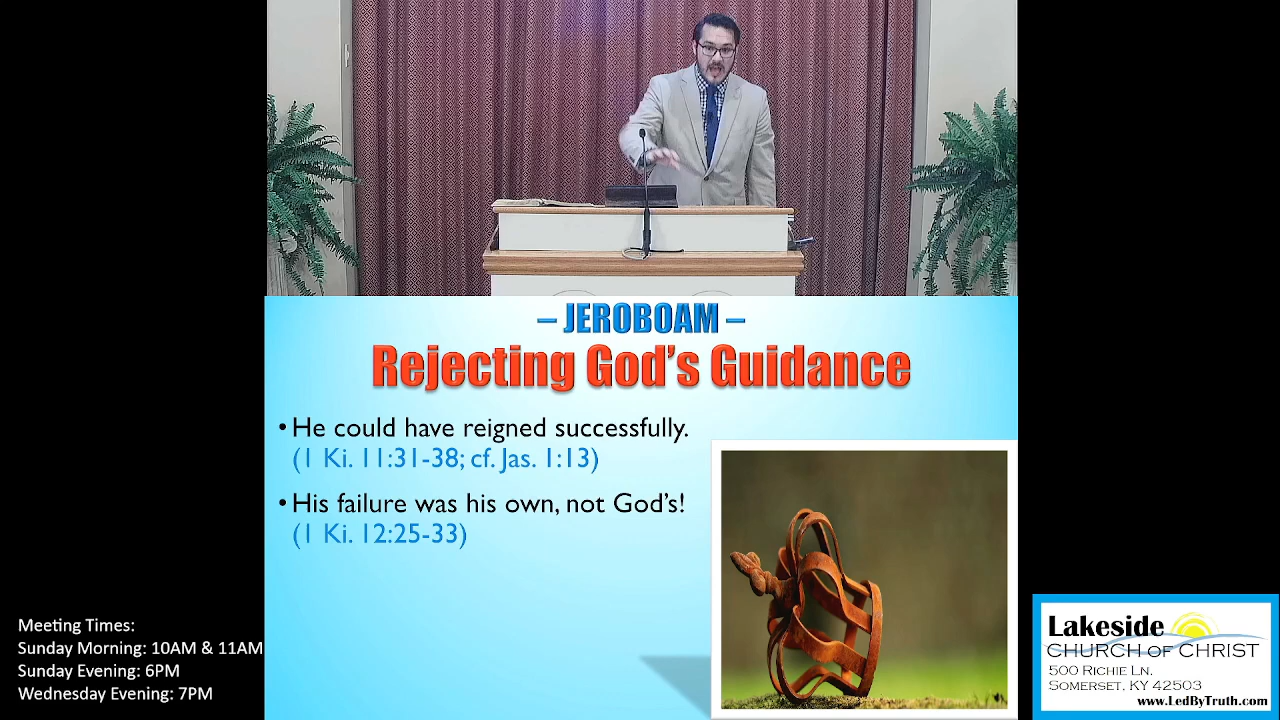 – JEROBOAM –
Rejecting God's Guidance
• He could have reigned successfully.
(1 Ki. 11:31-38; cf. Jas. 1:13)
• His failure was his own, not God's!
(1 Ki. 12:25-33)
Meeting Times:
Sunday Morning: 10AM & 11AM
Sunday Evening: 6PM
Wednesday Evening: 7PM
Lakeside
CHURCH OF CHRIST
500 RICHIE LN.
SOMERSET, KY 42503
www.LedByTruth.com